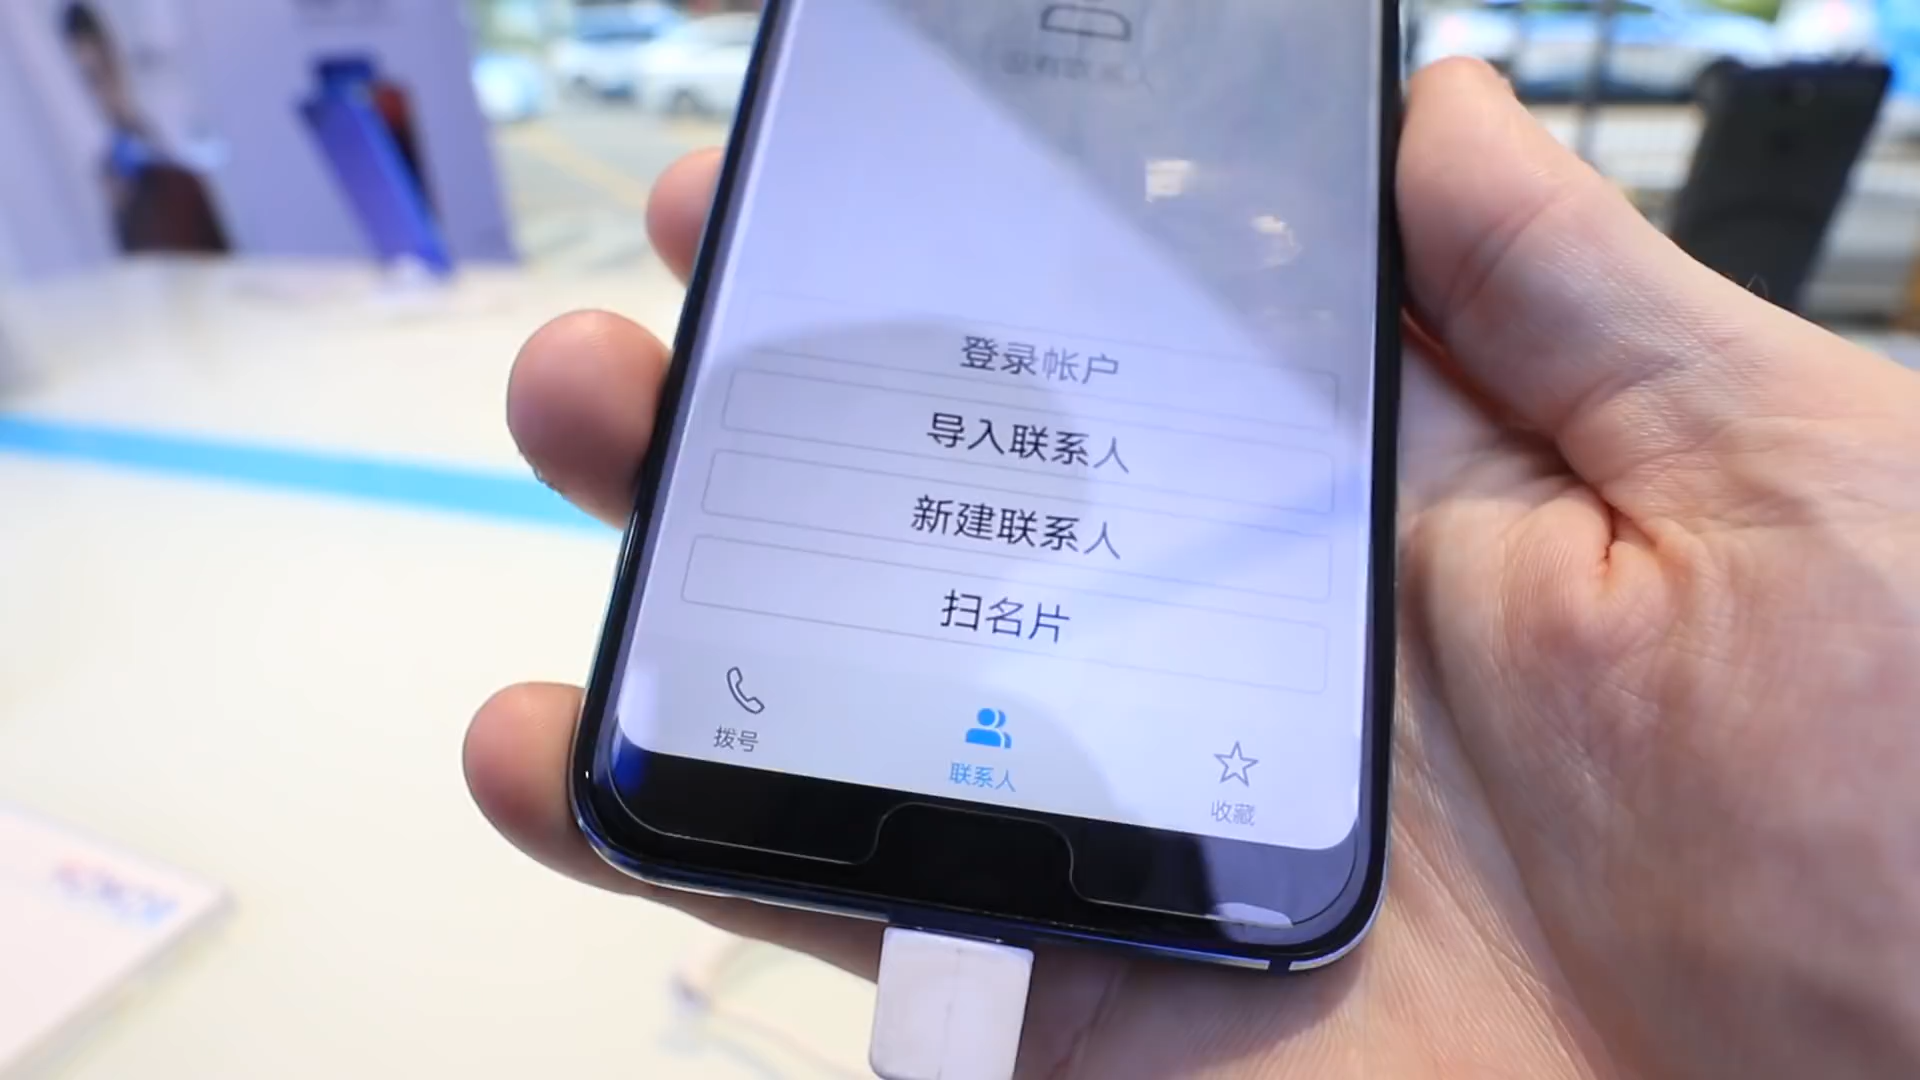 登录帐户
导入联系人
新建联系人
扫名片
拨号
联系人
收藏